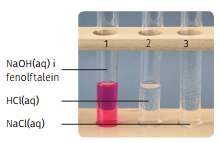 1 2 3
NaOH(aq) i
fenolftalein
HCl(aq)
NaCl(aq)